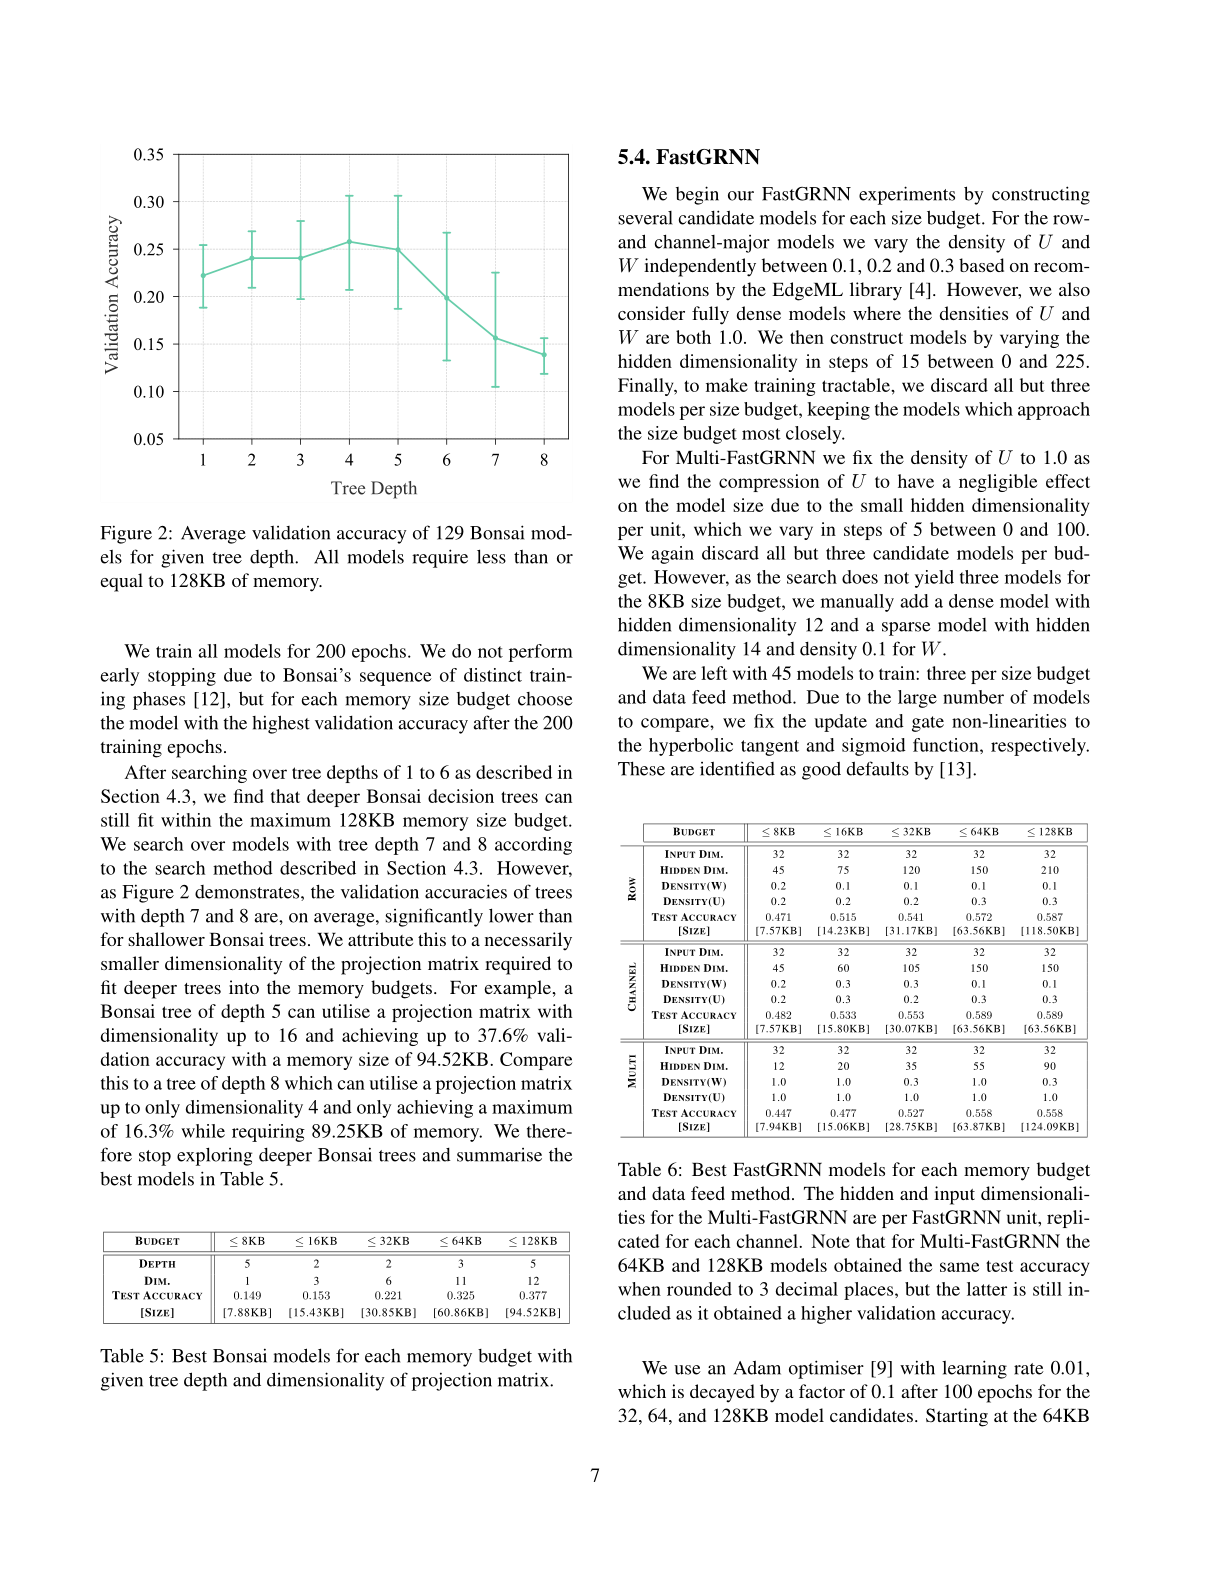 0.35
0.30
0.25
0.20
0.15
0.10
0.05
Validation Accuracy
1 2 3 4 5 6 7 8
Tree Depth
Figure 2: Average validation accuracy of 129 Bonsai mod-
els for given tree depth. All models require less than or
equal to 128KB of memory.
We train all models for 200 epochs. We do not perform
early stopping due to Bonsai's sequence of distinct train-
ing phases [12], but for each memory size budget choose
the model with the highest validation accuracy after the 200
training epochs.
After searching over tree depths of 1 to 6 as described in
Section 4.3, we find that deeper Bonsai decision trees can
still fit within the maximum 128KB memory size budget.
We search over models with tree depth 7 and 8 according
to the search method described in Section 4.3. However,
as Figure 2 demonstrates, the validation accuracies of trees
with depth 7 and 8 are, on average, significantly lower than
for shallower Bonsai trees. We attribute this to a necessarily
smaller dimensionality of the projection matrix required to
fit deeper trees into the memory budgets. For example, a
Bonsai tree of depth 5 can utilise a projection matrix with
dimensionality up to 16 and achieving up to 37.6% vali-
dation accuracy with a memory size of 94.52KB. Compare
this to a tree of depth 8 which can utilise a projection matrix
up to only dimensionality 4 and only achieving a maximum
of 16.3% while requiring 89.25KB of memory. We there-
fore stop exploring deeper Bonsai trees and summarise the
best models in Table 5.
BUDGET ≤ 8KB ≤ 16KB ≤ 32KB ≤ 64KB ≤ 128KB
DEPTH 5 2 2 3 5
DIM. 1 3 6 11 12
TEST ACCURACY 0.149 0.153 0.221 0.325 0.377
[SIZE] [7.88KB] [15.43KB] [30.85KB] [60.86KB] [94.52KB]
Table 5: Best Bonsai models for each memory budget with
given tree depth and dimensionality of projection matrix.
5.4. FastGRNN
We begin our FastGRNN experiments by constructing
several candidate models for each size budget. For the row-
and channel-major models we vary the density of U and
W independently between 0.1, 0.2 and 0.3 based on recom-
mendations by the EdgeML library [4]. However, we also
consider fully dense models where the densities of U and
W are both 1.0. We then construct models by varying the
hidden dimensionality in steps of 15 between 0 and 225.
Finally, to make training tractable, we discard all but three
models per size budget, keeping the models which approach
the size budget most closely.
For Multi-FastGRNN we fix the density of U to 1.0 as
we find the compression of U to have a negligible effect
on the model size due to the small hidden dimensionality
per unit, which we vary in steps of 5 between 0 and 100.
We again discard all but three candidate models per bud-
get. However, as the search does not yield three models for
the 8KB size budget, we manually add a dense model with
hidden dimensionality 12 and a sparse model with hidden
dimensionality 14 and density 0.1 for W.
We are left with 45 models to train: three per size budget
and data feed method. Due to the large number of models
to compare, we fix the update and gate non-linearities to
the hyperbolic tangent and sigmoid function, respectively.
These are identified as good defaults by [13].
BUDGET ≤ 8KB ≤ 16KB ≤ 32KB ≤ 64KB ≤ 128KB
ROW
INPUT DIM. 32 32 32 32 32
HIDDEN DIM. 45 75 120 150 210
DENSITY(W) 0.2 0.1 0.1 0.1 0.1
DENSITY(U) 0.2 0.2 0.2 0.3 0.3
TEST ACCURACY 0.471 0.515 0.541 0.572 0.587
[SIZE] [7.57KB] [14.23KB] [31.17KB] [63.56KB] [118.50KB]
CHANNEL
INPUT DIM. 32 32 32 32 32
HIDDEN DIM. 45 60 105 150 150
DENSITY(W) 0.2 0.3 0.3 0.1 0.1
DENSITY(U) 0.2 0.3 0.2 0.3 0.3
TEST ACCURACY 0.482 0.533 0.553 0.589 0.589
[SIZE] [7.57KB] [15.80KB] [30.07KB] [63.56KB] [63.56KB]
MULTI
INPUT DIM. 32 32 32 32 32
HIDDEN DIM. 12 20 35 55 90
DENSITY(W) 1.0 1.0 0.3 1.0 0.3
DENSITY(U) 1.0 1.0 1.0 1.0 1.0
TEST ACCURACY 0.447 0.477 0.527 0.558 0.558
[SIZE] [7.94KB] [15.06KB] [28.75KB] [63.87KB] [124.09KB]
Table 6: Best FastGRNN models for each memory budget
and data feed method. The hidden and input dimensionali-
ties for the Multi-FastGRNN are per FastGRNN unit, repli-
cated for each channel. Note that for Multi-FastGRNN the
64KB and 128KB models obtained the same test accuracy
when rounded to 3 decimal places, but the latter is still in-
cluded as it obtained a higher validation accuracy.
We use an Adam optimiser [9] with learning rate 0.01,
which is decayed by a factor of 0.1 after 100 epochs for the
32, 64, and 128KB model candidates. Starting at the 64KB
7